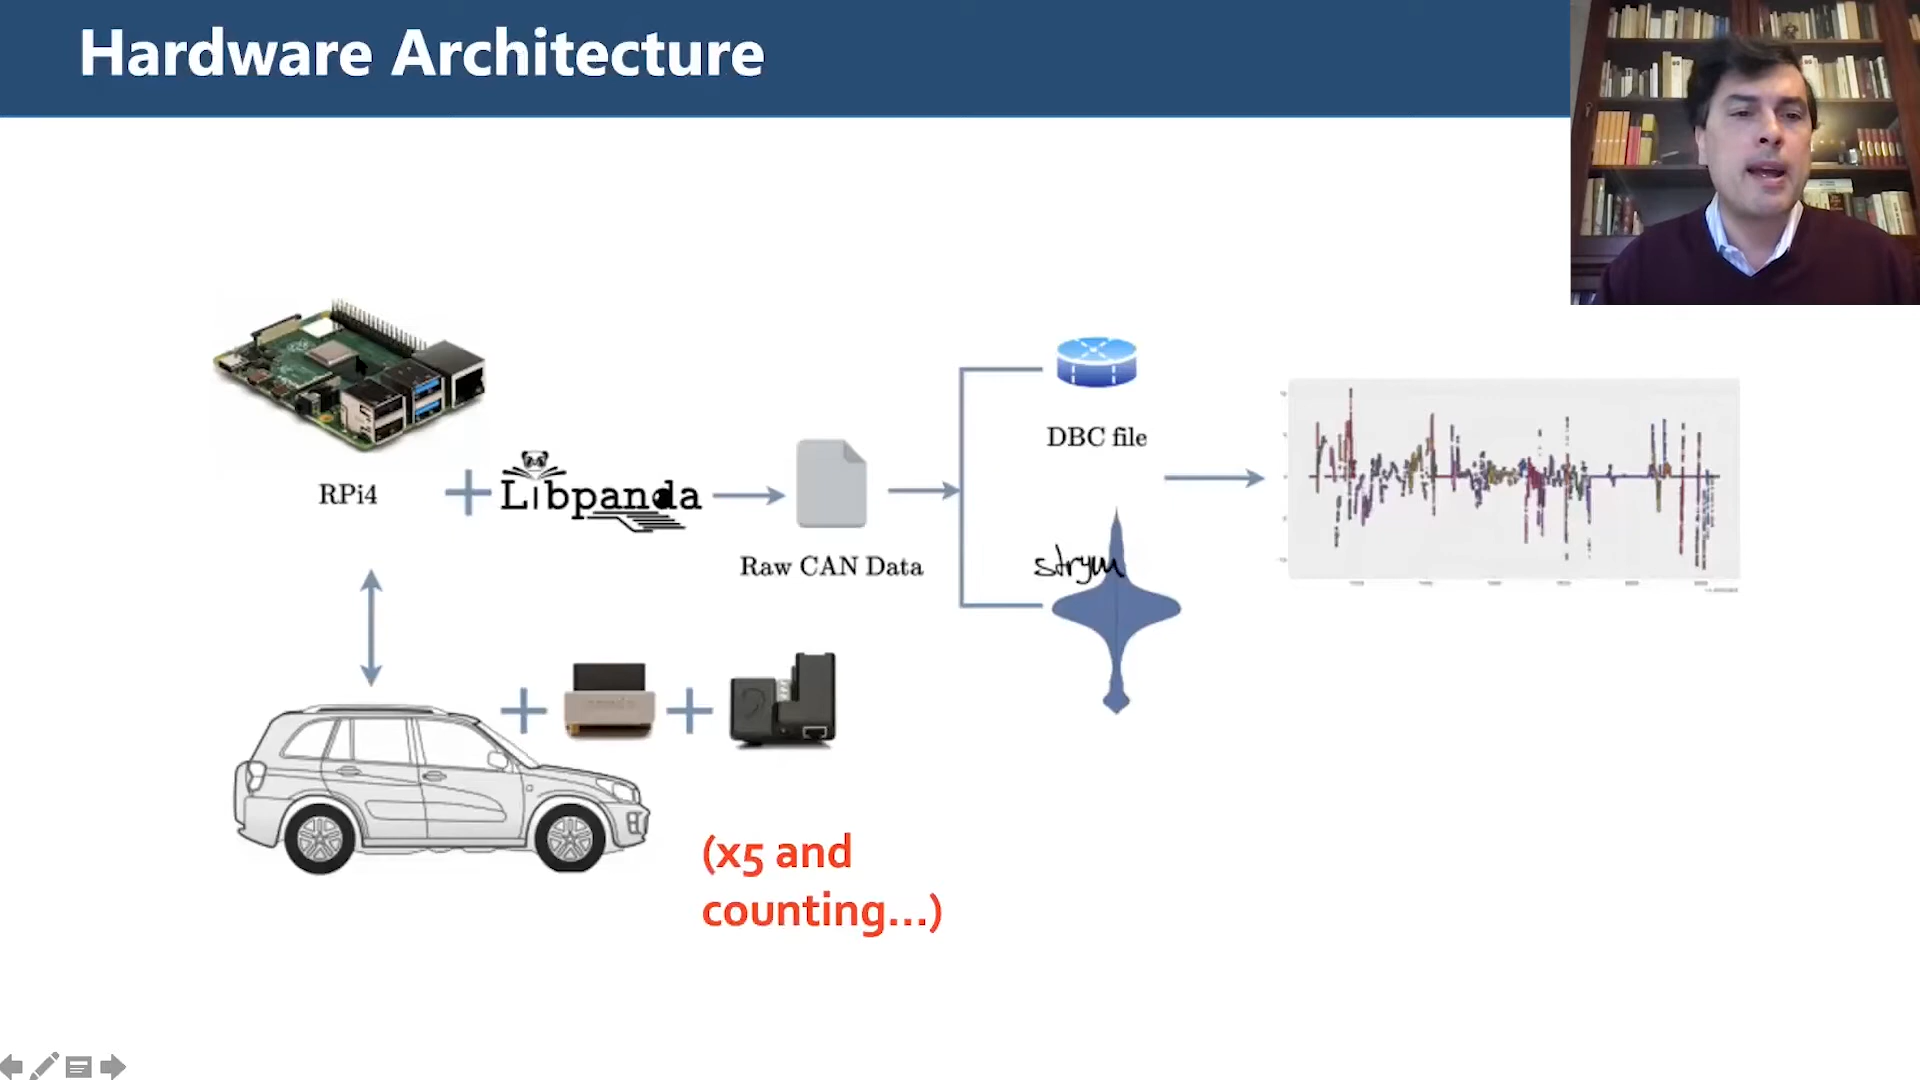 Hardware Architecture
RPi4
Libpanda
Raw CAN Data
DBC file
strym
(x5 and
counting...)